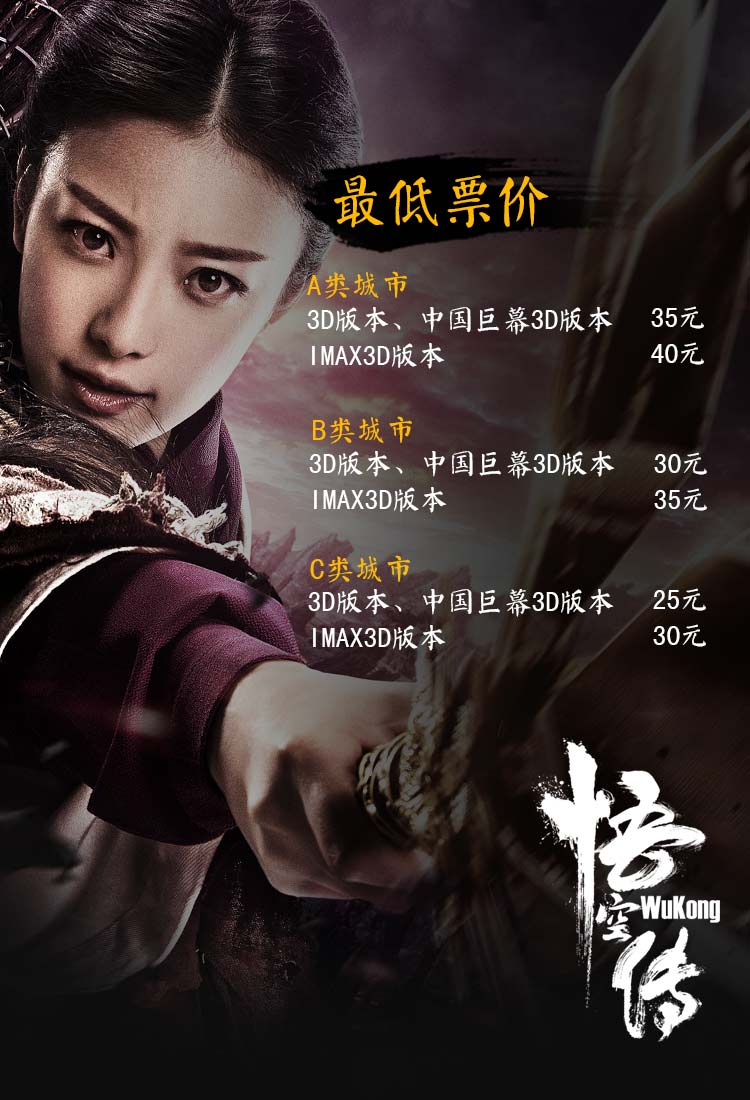 最低票价
A类城市
3D版本、中国巨幕3D版本 35元
IMAX3D版本 40元
B类城市
3D版本、中国巨幕3D版本 30元
IMAX3D版本 35元
C类城市
3D版本、中国巨幕3D版本 25元
IMAX3D版本 30元
悟空传
WuKong